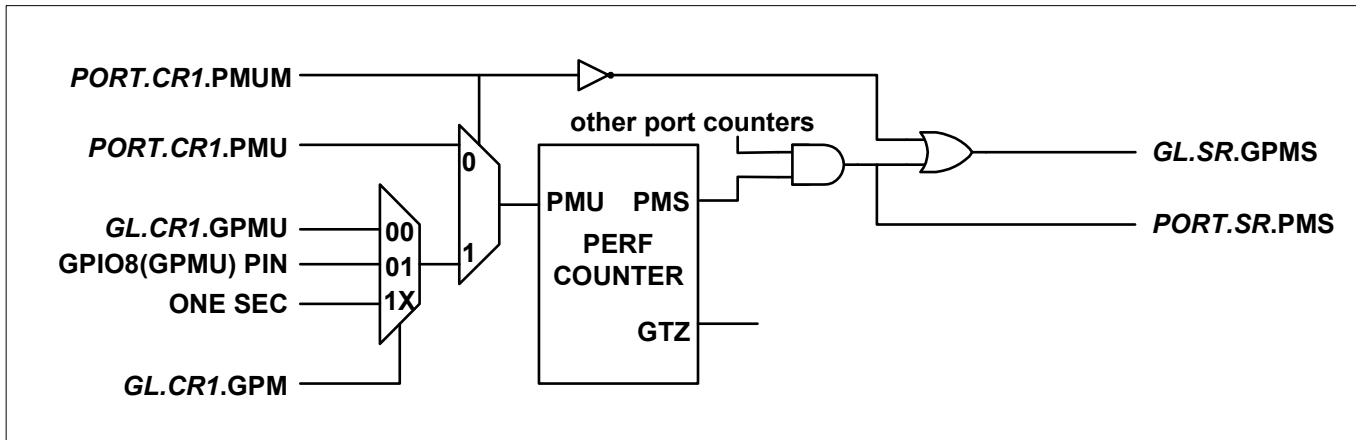 PORT.CR1.PMUM
other port counters
PORT.CR1.PMU
0
GL.SR.GPMS
PMU PMS
GL.CR1.GPMU
00
PORT.SR.PMS
PERF
COUNTER
GPIO8(GPMU) PIN
01
1
ONE SEC
1X
GTZ
GL.CR1.GPM